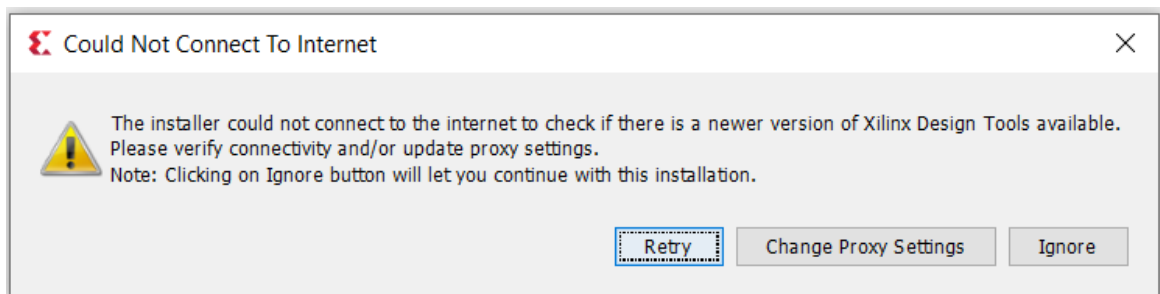 Could Not Connect To Internet
The installer could not connect to the internet to check if there is a newer version of Xilinx Design Tools available.
Please verify connectivity and/or update proxy settings.
Note: Clicking on Ignore button will let you continue with this installation.
Retry Change Proxy Settings Ignore